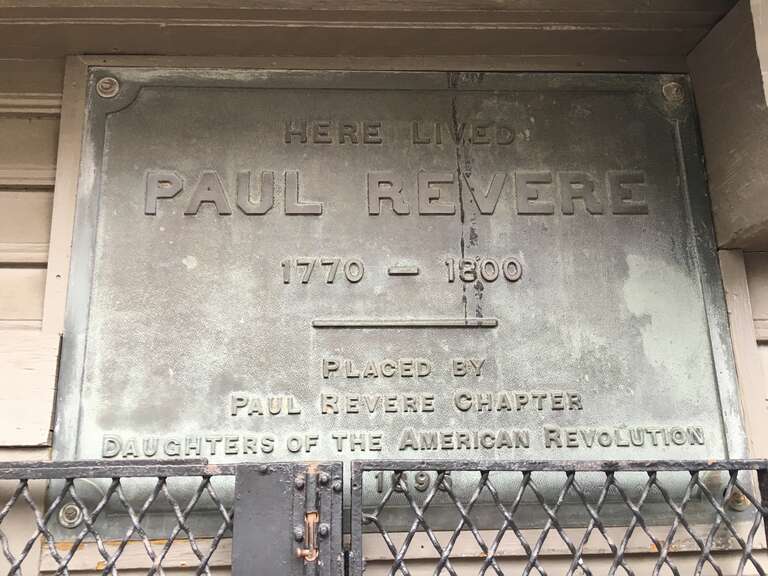 HERE LIVED
PAUL REVERE
1770 — 1800
PLACED BY
PAUL REVERE CHAPTER
DAUGHTERS OF THE AMERICAN REVOLUTION